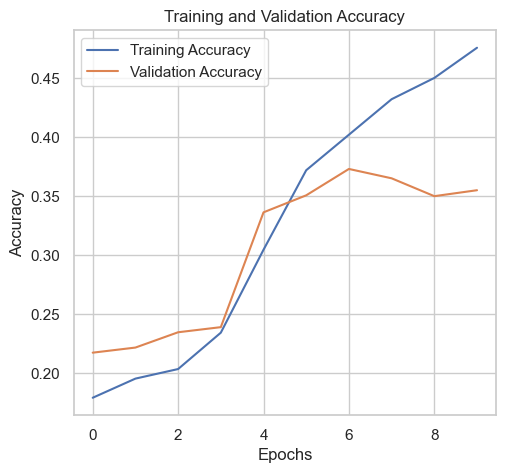 Training and Validation Accuracy
Training Accuracy
Validation Accuracy
Accuracy
0.45
0.40
0.35
0.30
0.25
0.20
0 2 4 6 8
Epochs